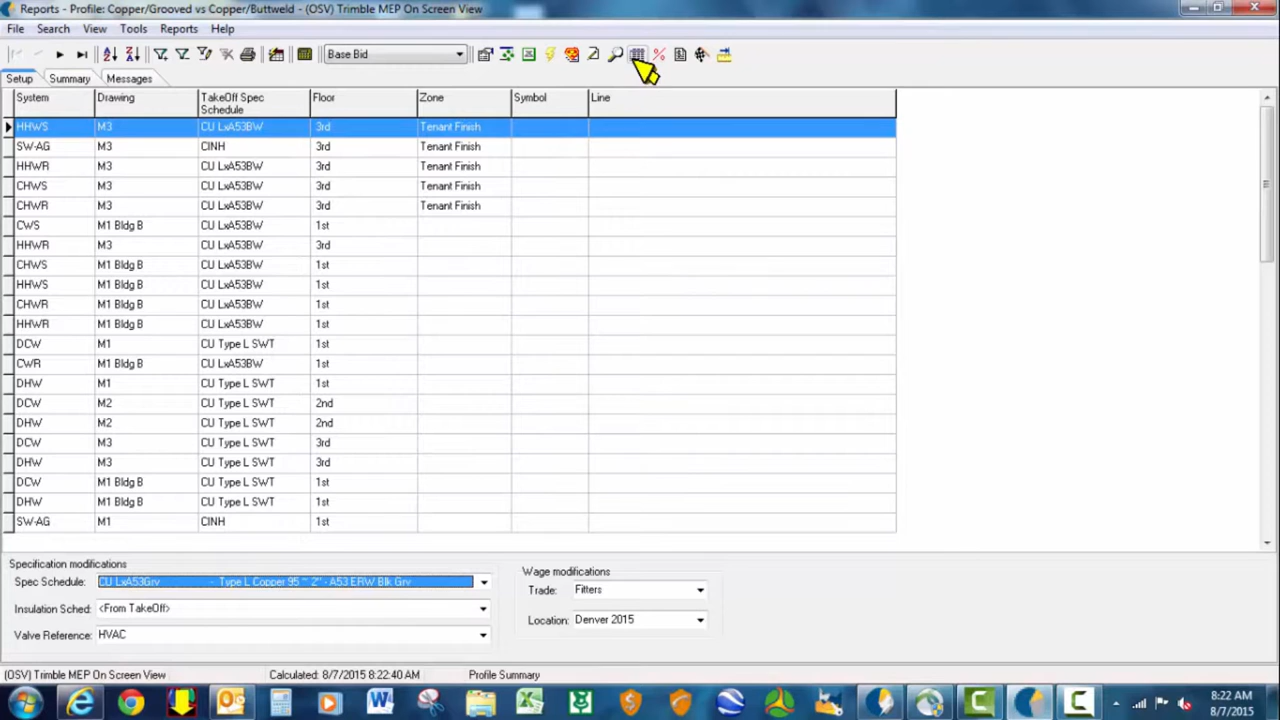 Reports - Profile: Copper/Grooved vs Copper/Buttweld - (OSV) Trimble MEP On Screen View
File Search View Tools Reports Help
Base Bid
Setup Summary Messages
System Drawing TakeOff Spec Schedule Floor Zone Symbol Line
HHWS M3 CU LxA53BW 3rd Tenant Finish
SW-AG M3 CINH 3rd Tenant Finish
HHWR M3 CU LxA53BW 3rd Tenant Finish
CHWS M3 CU LxA53BW 3rd Tenant Finish
CHWR M3 CU LxA53BW 3rd Tenant Finish
CWS M1 Bldg B CU LxA53BW 1st
HHWR M3 CU LxA53BW 3rd
CHWS M1 Bldg B CU LxA53BW 1st
HHWS M1 Bldg B CU LxA53BW 1st
CHWR M1 Bldg B CU LxA53BW 1st
HHWR M1 Bldg B CU LxA53BW 1st
DCW M1 CU Type L SWT 1st
CWR M1 Bldg B CU LxA53BW 1st
DHW M1 CU Type L SWT 1st
DCW M2 CU Type L SWT 2nd
DHW M2 CU Type L SWT 2nd
DCW M3 CU Type L SWT 3rd
DHW M3 CU Type L SWT 3rd
DCW M1 Bldg B CU Type L SWT 1st
DHW M1 Bldg B CU Type L SWT 1st
SW-AG M1 CINH 1st
Specification modifications
Spec Schedule: CU LxA53Grv - Type L Copper 95 ~ 2" - A53 ERW Blk Grv
Insulation Sched: <From TakeOff>
Valve Reference: HVAC
Wage modifications
Trade: Fitters
Location: Denver 2015
(OSV) Trimble MEP On Screen View Calculated: 8/7/2015 8:22:40 AM Profile Summary
8:22 AM
8/7/2015